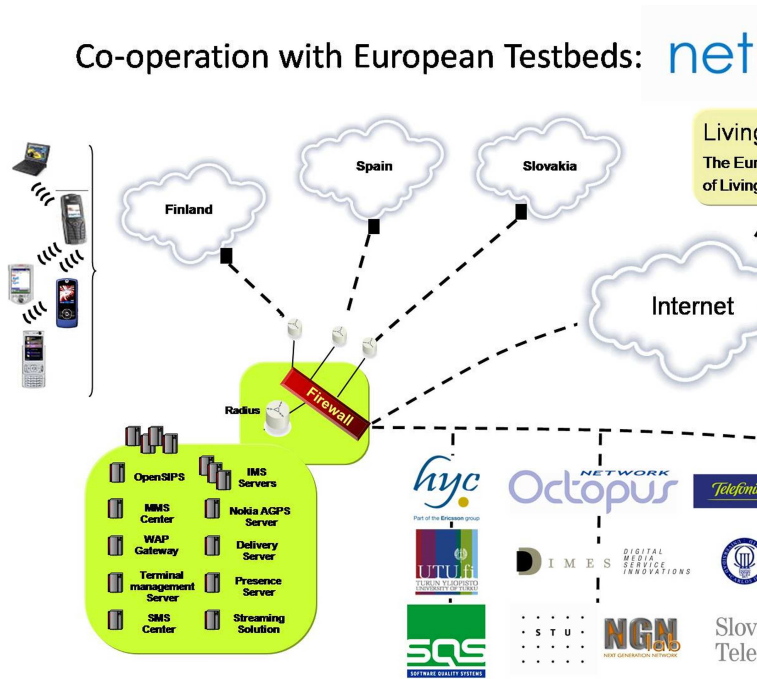 Co-operation with European Testbeds:
net
Living
The Eur
of Living
Finland
Spain
Slovakia
Internet
Firewall
Radius
OpenSIPS
IMS
Servers
MMS
Center
Nokia AGPS
Server
WAP
Gateway
Delivery
Server
Terminal
management
Server
Presence
Server
SMS
Center
Streaming
Solution
hyc
Part of the Ericsson group
NETWORK
Octopus
Telefóni
UTU.fi
TURUN YLIOPISTO
UNIVERSITY OF TURKU
DIMES
DIGITAL
MEDIA
SERVICE
INNOVATIONS
SQS
SOFTWARE QUALITY SYSTEMS
STU
NGN
lab
NEXT GENERATION NETWORK
Slov
Tele